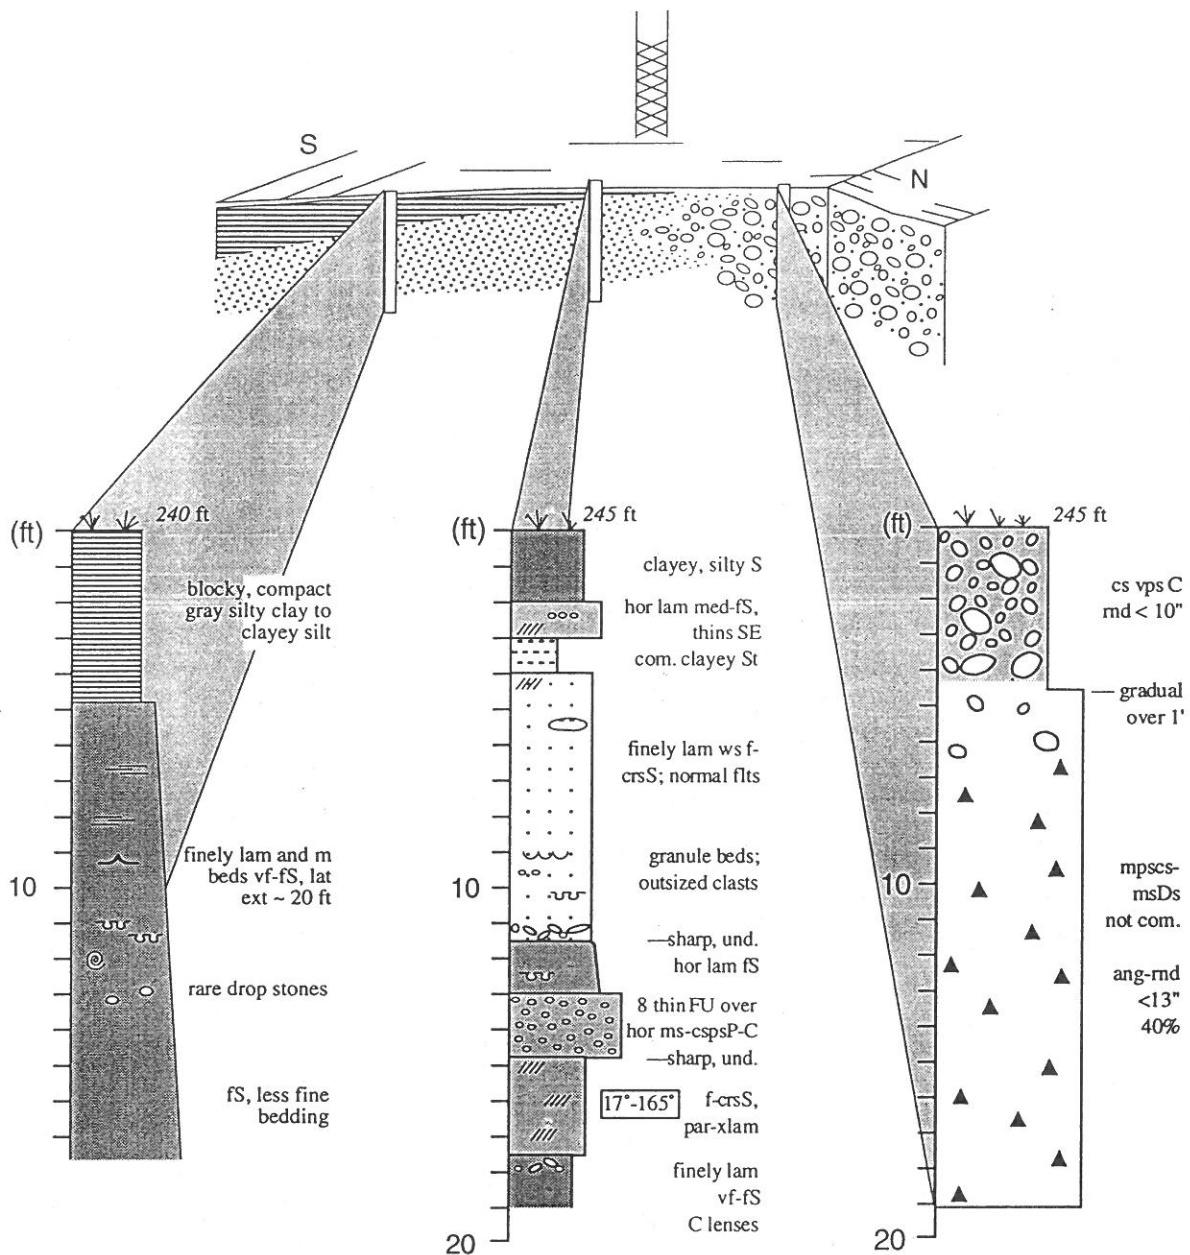 S
N
(ft)
240 ft
blocky, compact
gray silty clay to
clayey silt
10
finely lam and m
beds vf-fS, lat
ext ~ 20 ft
rare drop stones
fS, less fine
bedding
(ft)
245 ft
clayey, silty S
hor lam med-fS,
thins SE
com. clayey St
finely lam ws f-
crsS; normal flts
10
granule beds;
outsized clasts
—sharp, und.
hor lam fS
8 thin FU over
hor ms-cspsP-C
—sharp, und.
17°-165°
f-crsS,
par-xlam
finely lam
vf-fS
C lenses
20
(ft)
245 ft
cs vps C
rnd < 10"
— gradual
over 1'
10
mpscs-
msDs
not com.
ang-rnd
<13"
40%
20